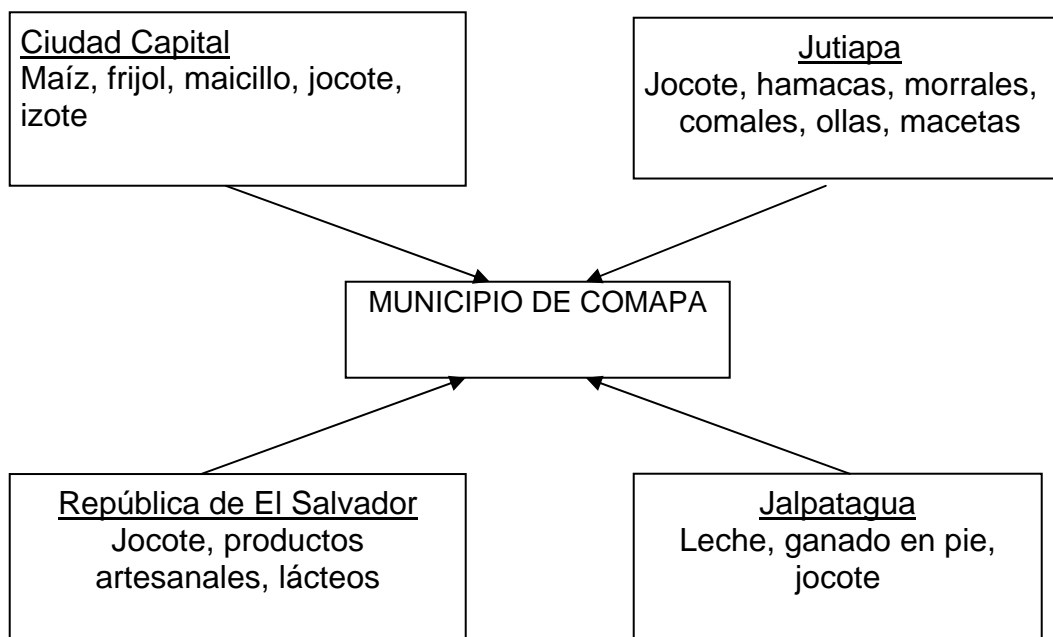 Ciudad Capital
Maíz, frijol, maicillo, jocote,
izote
Jutiapa
Jocote, hamacas, morrales,
comales, ollas, macetas
MUNICIPIO DE COMAPA
República de El Salvador
Jocote, productos
artesanales, lácteos
Jalpatagua
Leche, ganado en pie,
jocote